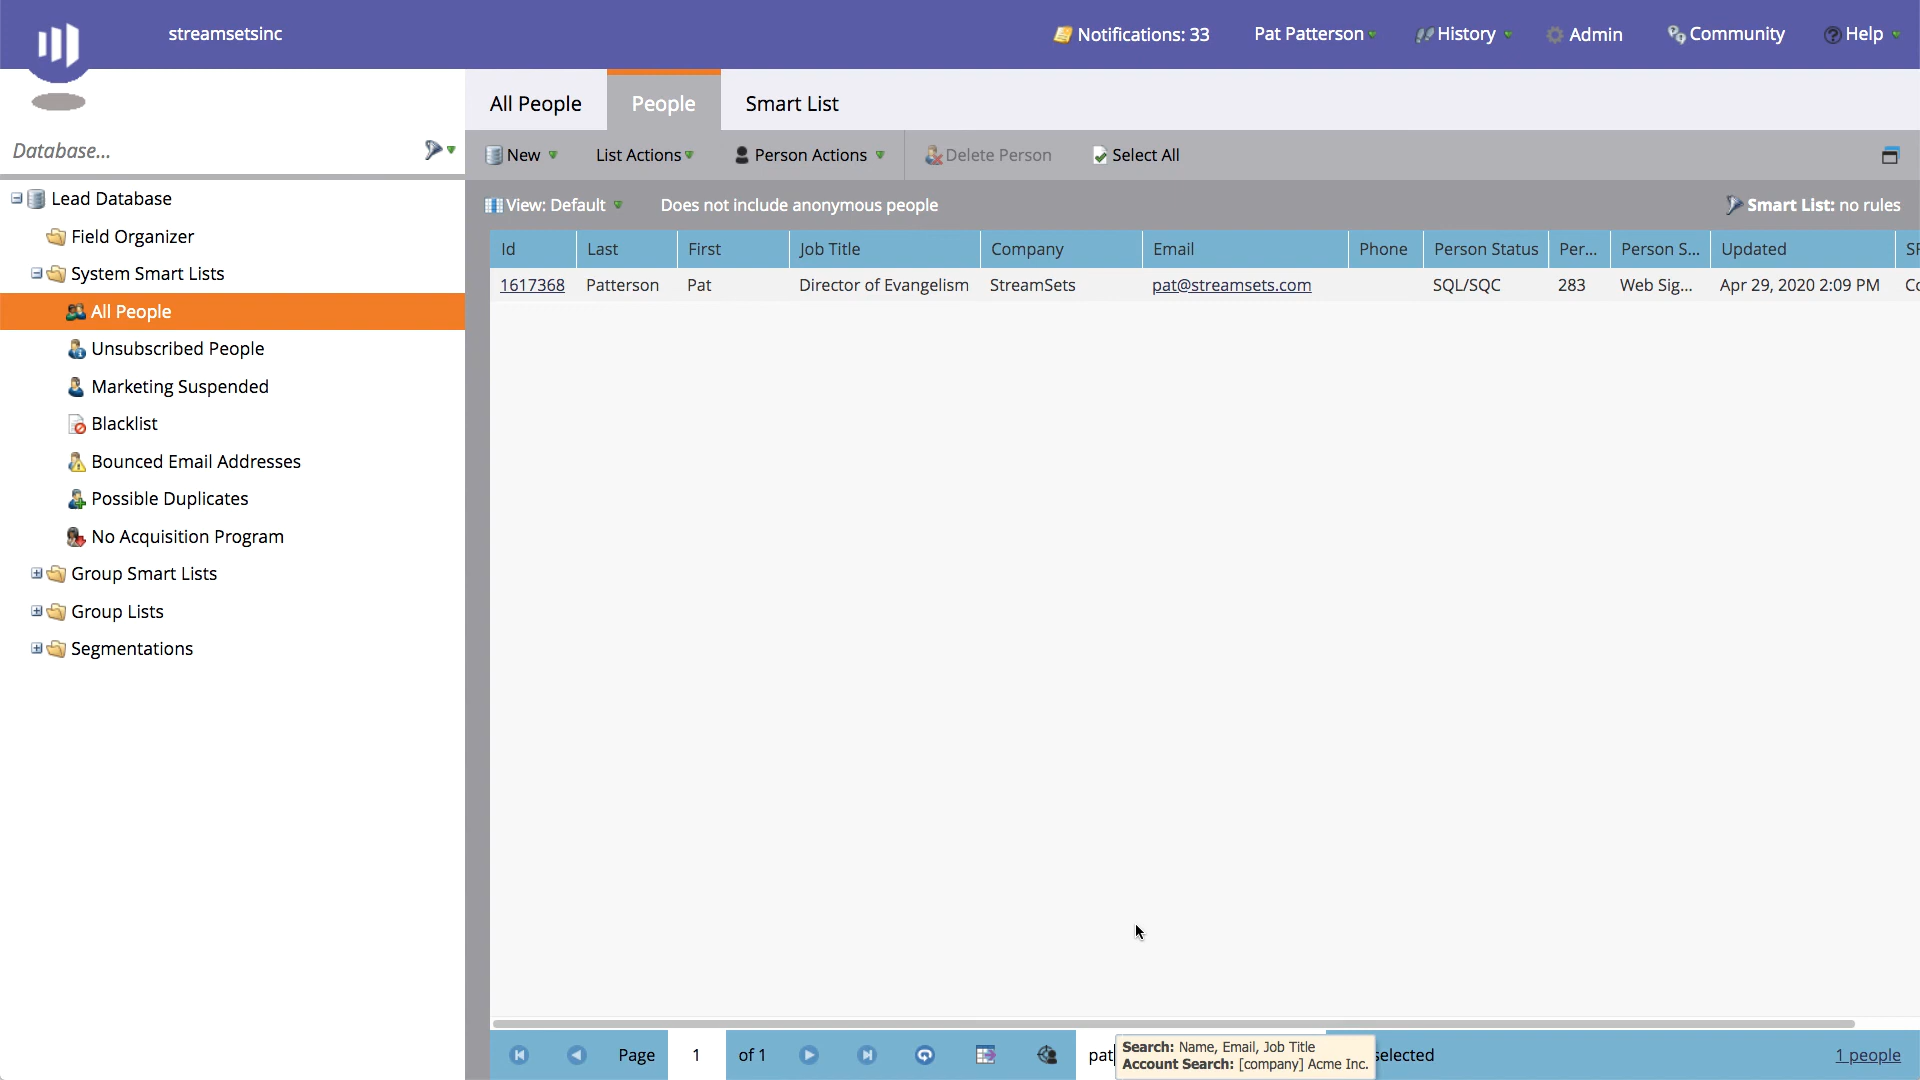 streamsetsinc
Notifications: 33
Pat Patterson
History
Admin
Community
Help
All People
People
Smart List
Database...
New
List Actions
Person Actions
Delete Person
Select All
View: Default
Does not include anonymous people
Smart List: no rules
Lead Database
Field Organizer
System Smart Lists
All People
Unsubscribed People
Marketing Suspended
Blacklist
Bounced Email Addresses
Possible Duplicates
No Acquisition Program
Group Smart Lists
Group Lists
Segmentations
Id Last First Job Title Company Email Phone Person Status Per... Person S... Updated
1617368 Patterson Pat Director of Evangelism StreamSets pat@streamsets.com SQL/SQC 283 Web Sig... Apr 29, 2020 2:09 PM
Page 1 of 1
pat
Search: Name, Email, Job Title
Account Search: [company] Acme Inc.
selected
1 people